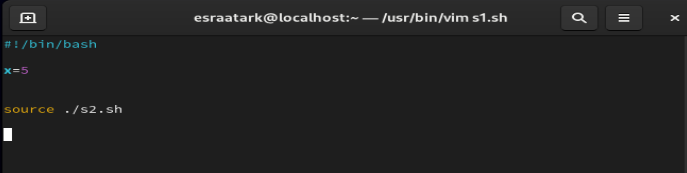 esraatark@localhost:~ — /usr/bin/vim s1.sh
#!/bin/bash
x=5
source ./s2.sh